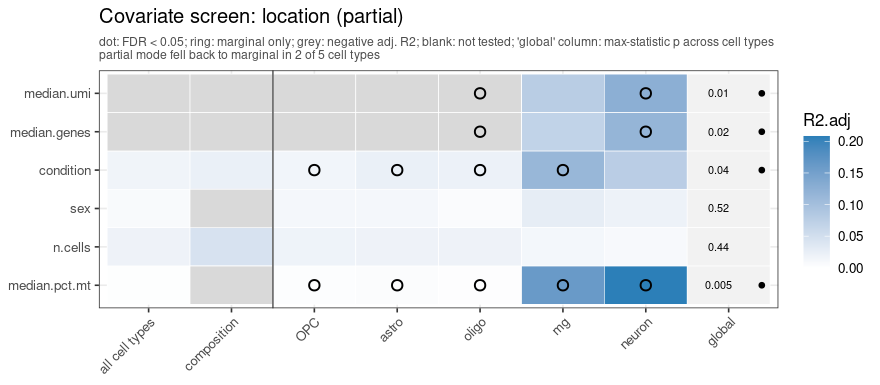 Covariate screen: location (partial)
dot: FDR < 0.05; ring: marginal only; grey: negative adj. R2; blank: not tested; 'global' column: max-statistic p across cell types
partial mode fell back to marginal in 2 of 5 cell types
median.umi
0.01
median.genes
0.02
condition
0.04
sex
0.52
n.cells
0.44
median.pct.mt
0.005
all cell types
composition
OPC
astro
oligo
mg
neuron
global
R2.adj
0.20
0.15
0.10
0.05
0.00